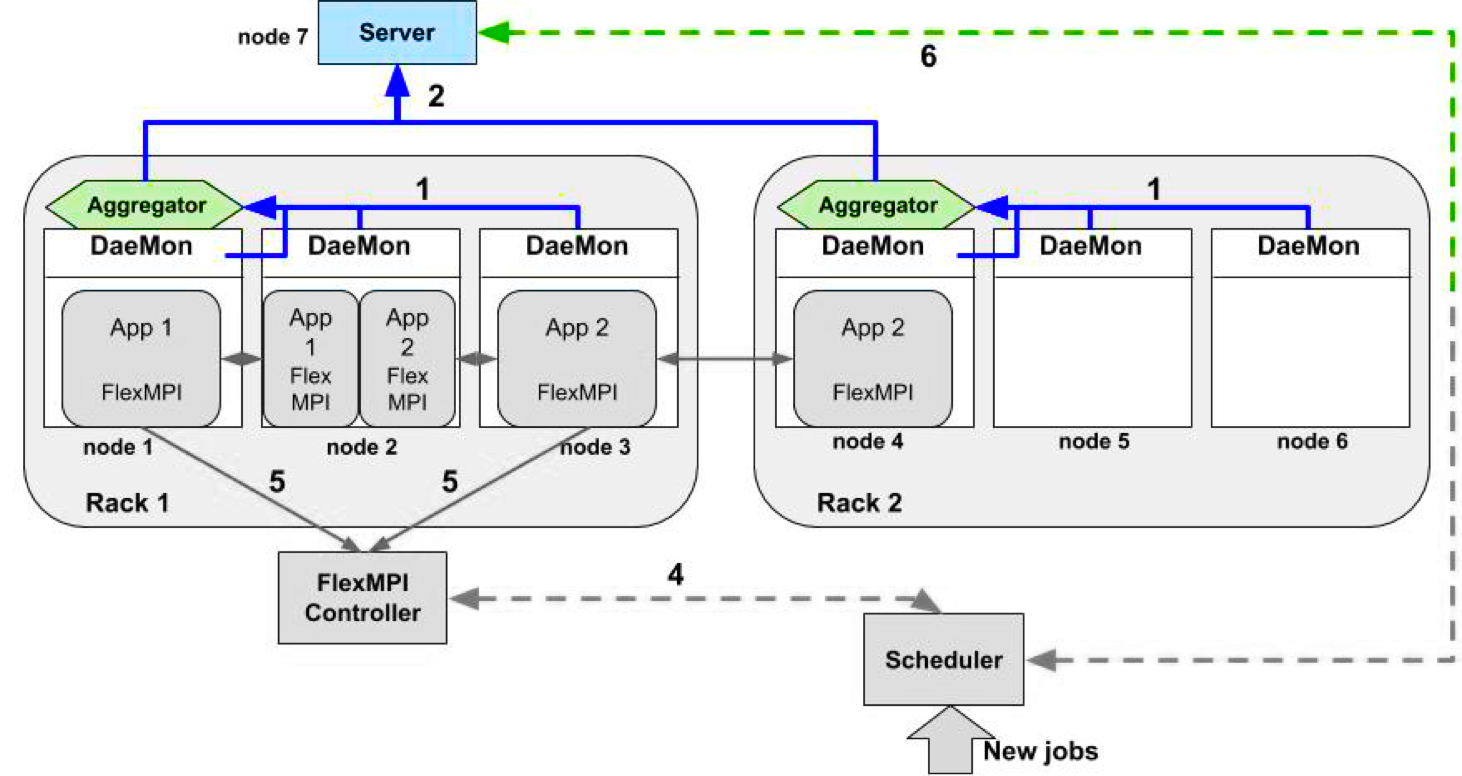 Server
node 7
6
2
1
1
Aggregator
Aggregator
DaeMon
DaeMon
DaeMon
DaeMon
DaeMon
DaeMon
App 1
FlexMPI
App
1
Flex
MPI
App
2
Flex
MPI
App 2
FlexMPI
App 2
FlexMPI
node 1
node 2
node 3
node 4
node 5
node 6
5
5
Rack 1
Rack 2
FlexMPI
Controller
4
Scheduler
New jobs